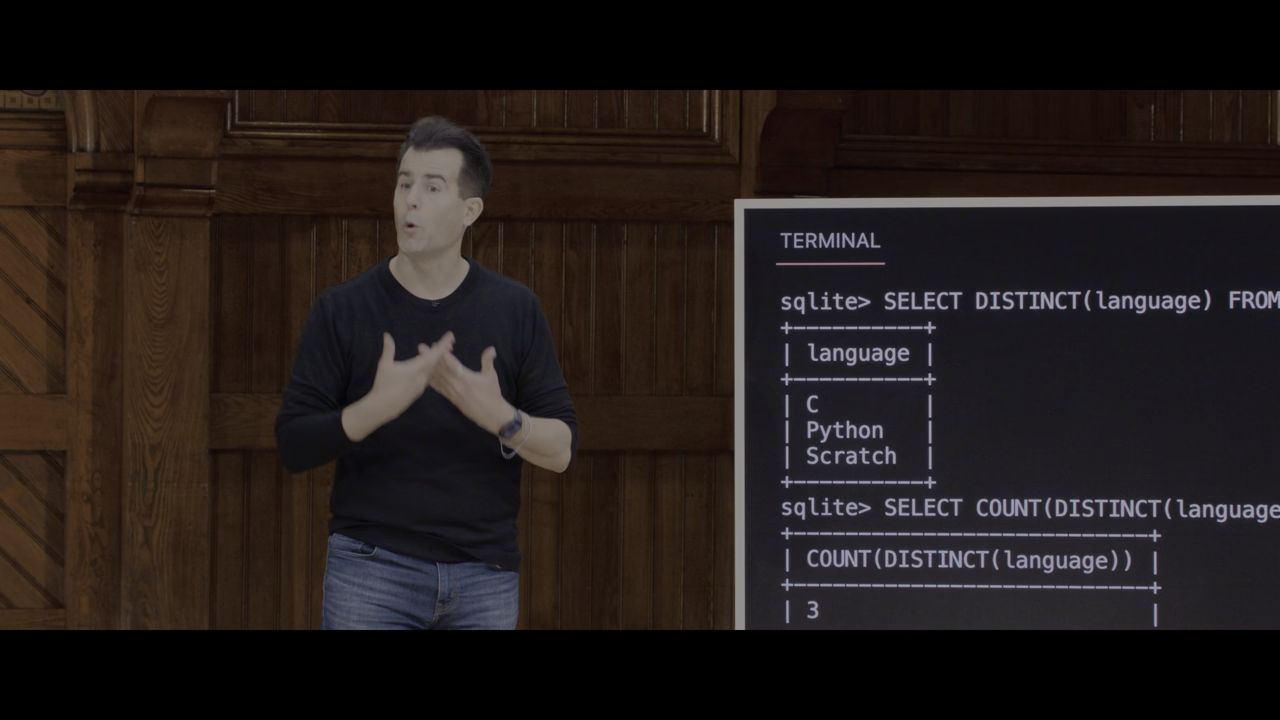 TERMINAL
sqlite> SELECT DISTINCT(language) FROM
+----------+
| language |
+----------+
| C        |
| Python   |
| Scratch  |
+----------+
sqlite> SELECT COUNT(DISTINCT(language
+---------------------------+
| COUNT(DISTINCT(language)) |
+---------------------------+
| 3                         |